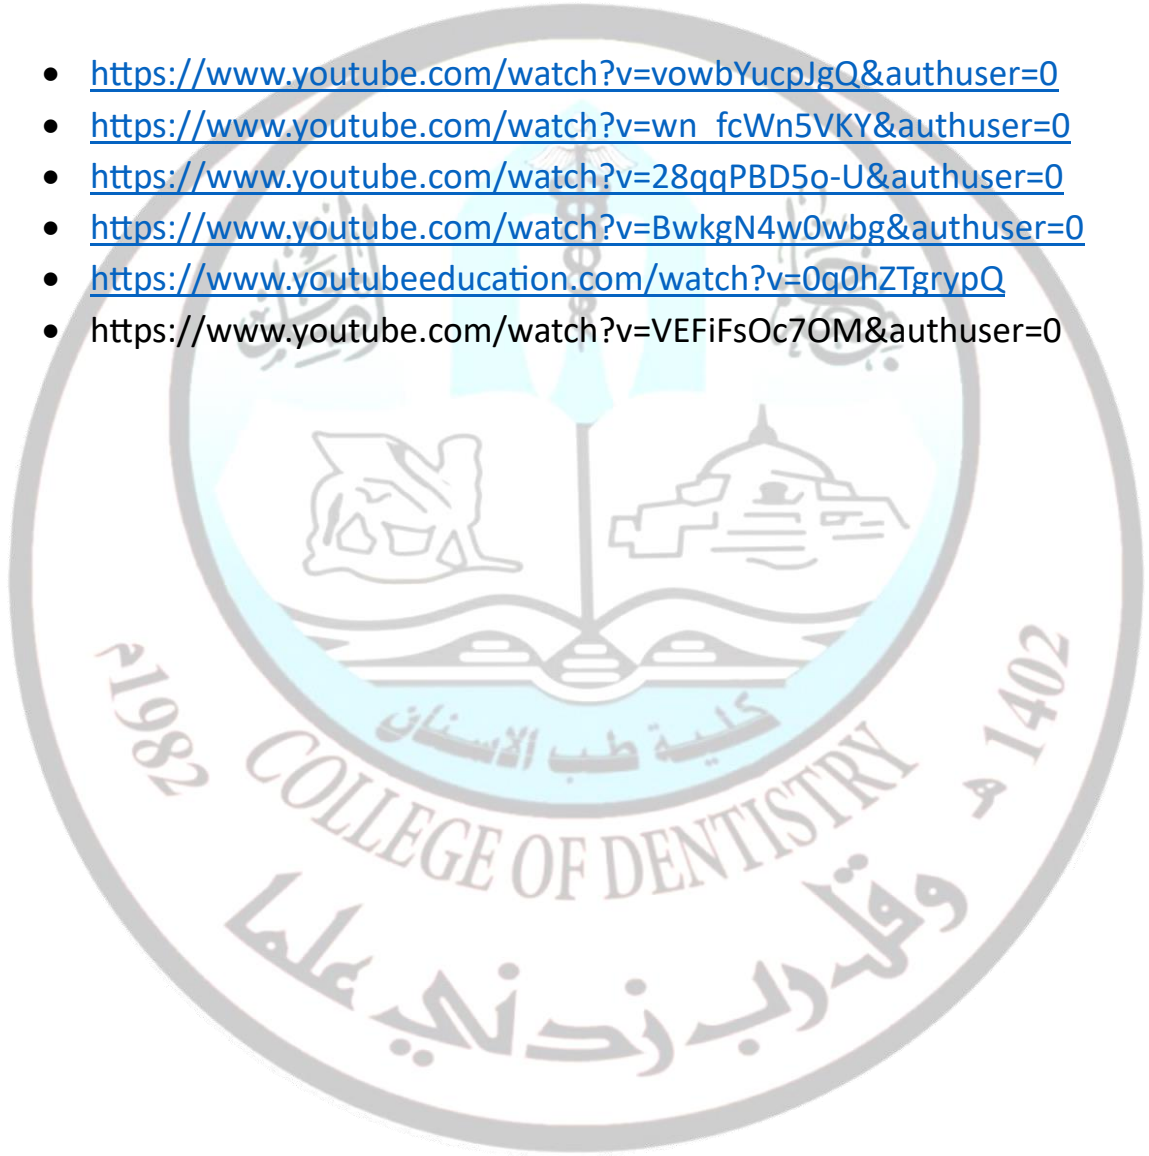 • https://www.youtube.com/watch?v=vowbYucpJgQ&authuser=0
• https://www.youtube.com/watch?v=wn_fcWn5VKY&authuser=0
• https://www.youtube.com/watch?v=28qqPBD5o-U&authuser=0
• https://www.youtube.com/watch?v=BwkgN4w0wbg&authuser=0
• https://www.youtubeeducation.com/watch?v=0q0hZTgrypQ
• https://www.youtube.com/watch?v=VEFiFsOc7OM&authuser=0
كلية طب الاسنان
1982م
COLLEGE OF DENTISTRY
1402 هـ
وقل رب زدني علما